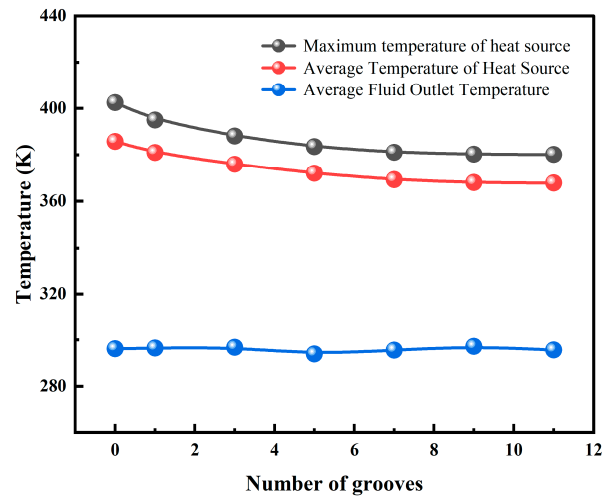 440
400
360
320
280
Temperature (K)
Maximum temperature of heat source
Average Temperature of Heat Source
Average Fluid Outlet Temperature
0 2 4 6 8 10 12
Number of grooves